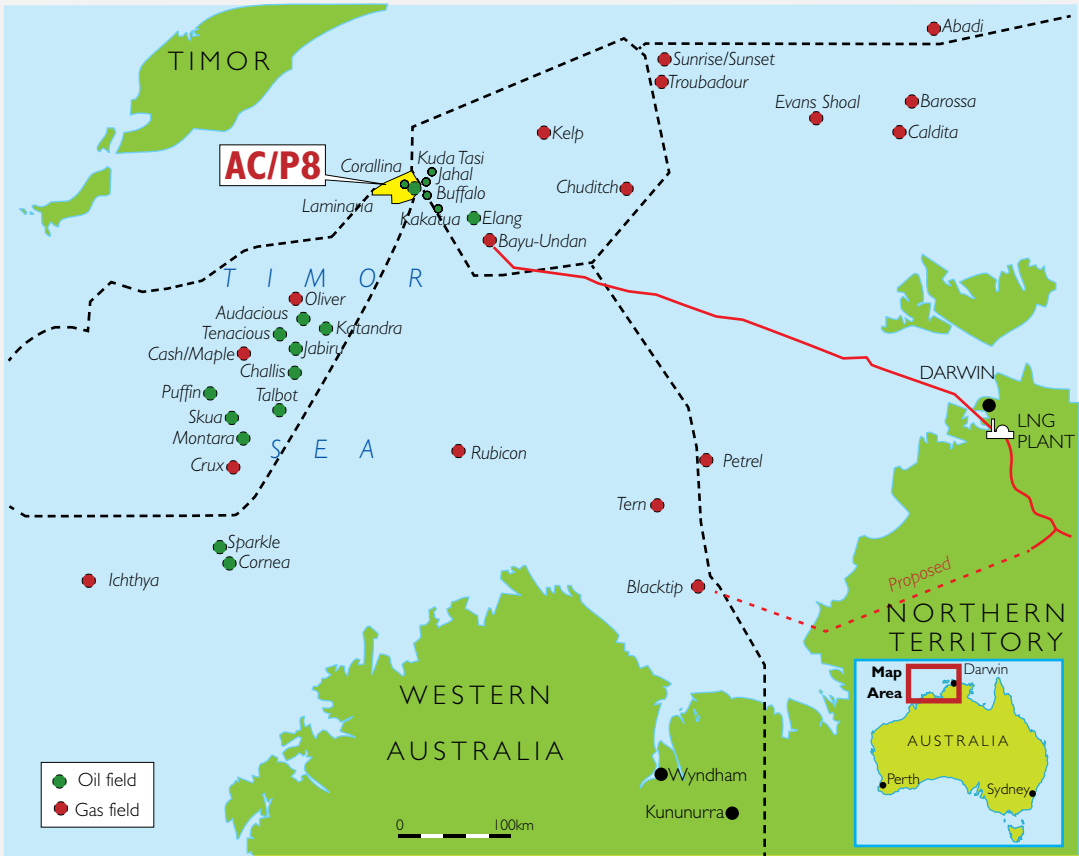 TIMOR
Abadi
Sunrise/Sunset
Troubadour
Evans Shoal
Barossa
Caldita
Kelp
Chuditch
AC/P8
Corallina
Kuda Tasi
Jahal
Buffalo
Laminaria
Kakatua
Elang
Bayu-Undan
TIMOR
Oliver
Audacious
Katandra
Tenacious
Jabiru
Cash/Maple
Challis
Puffin
Talbot
Skua
Montara
SEA
Crux
Rubicon
Petrel
Tern
DARWIN
LNG
PLANT
Sparkle
Cornea
Ichthya
Blacktip
Proposed
NORTHERN
TERRITORY
WESTERN
AUSTRALIA
Wyndham
Kununurra
0 100km
Oil field
Gas field
Map
Area
Darwin
AUSTRALIA
Perth
Sydney